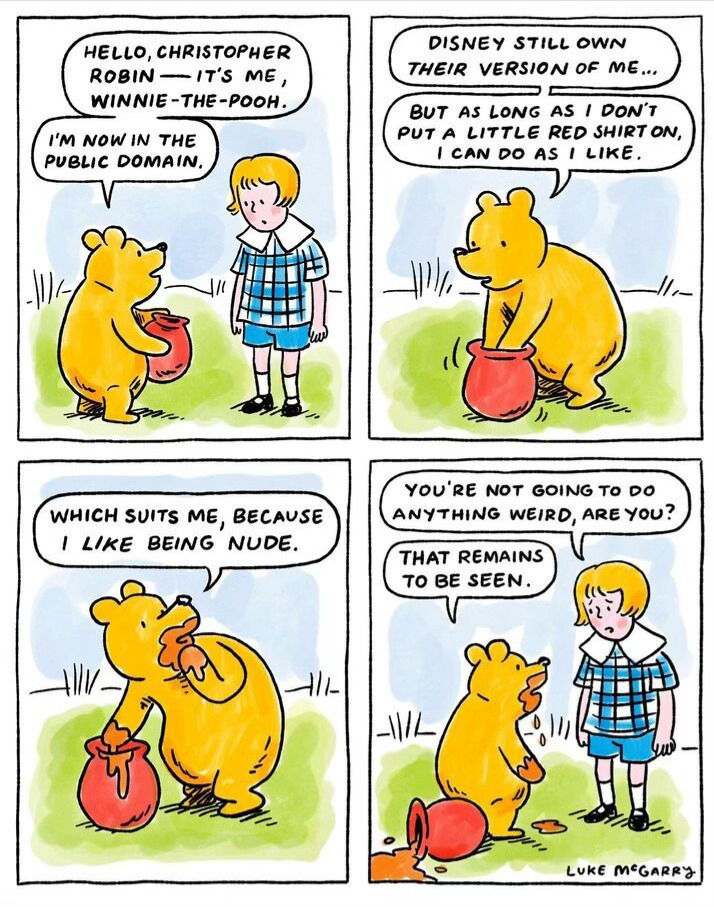 HELLO, CHRISTOPHER
ROBIN — IT'S ME,
WINNIE-THE-POOH.
I'M NOW IN THE
PUBLIC DOMAIN.
DISNEY STILL OWN
THEIR VERSION OF ME...
BUT AS LONG AS I DON'T
PUT A LITTLE RED SHIRT ON,
I CAN DO AS I LIKE.
WHICH SUITS ME, BECAUSE
I LIKE BEING NUDE.
YOU'RE NOT GOING TO DO
ANYTHING WEIRD, ARE YOU?
THAT REMAINS
TO BE SEEN.
LUKE McGARRY